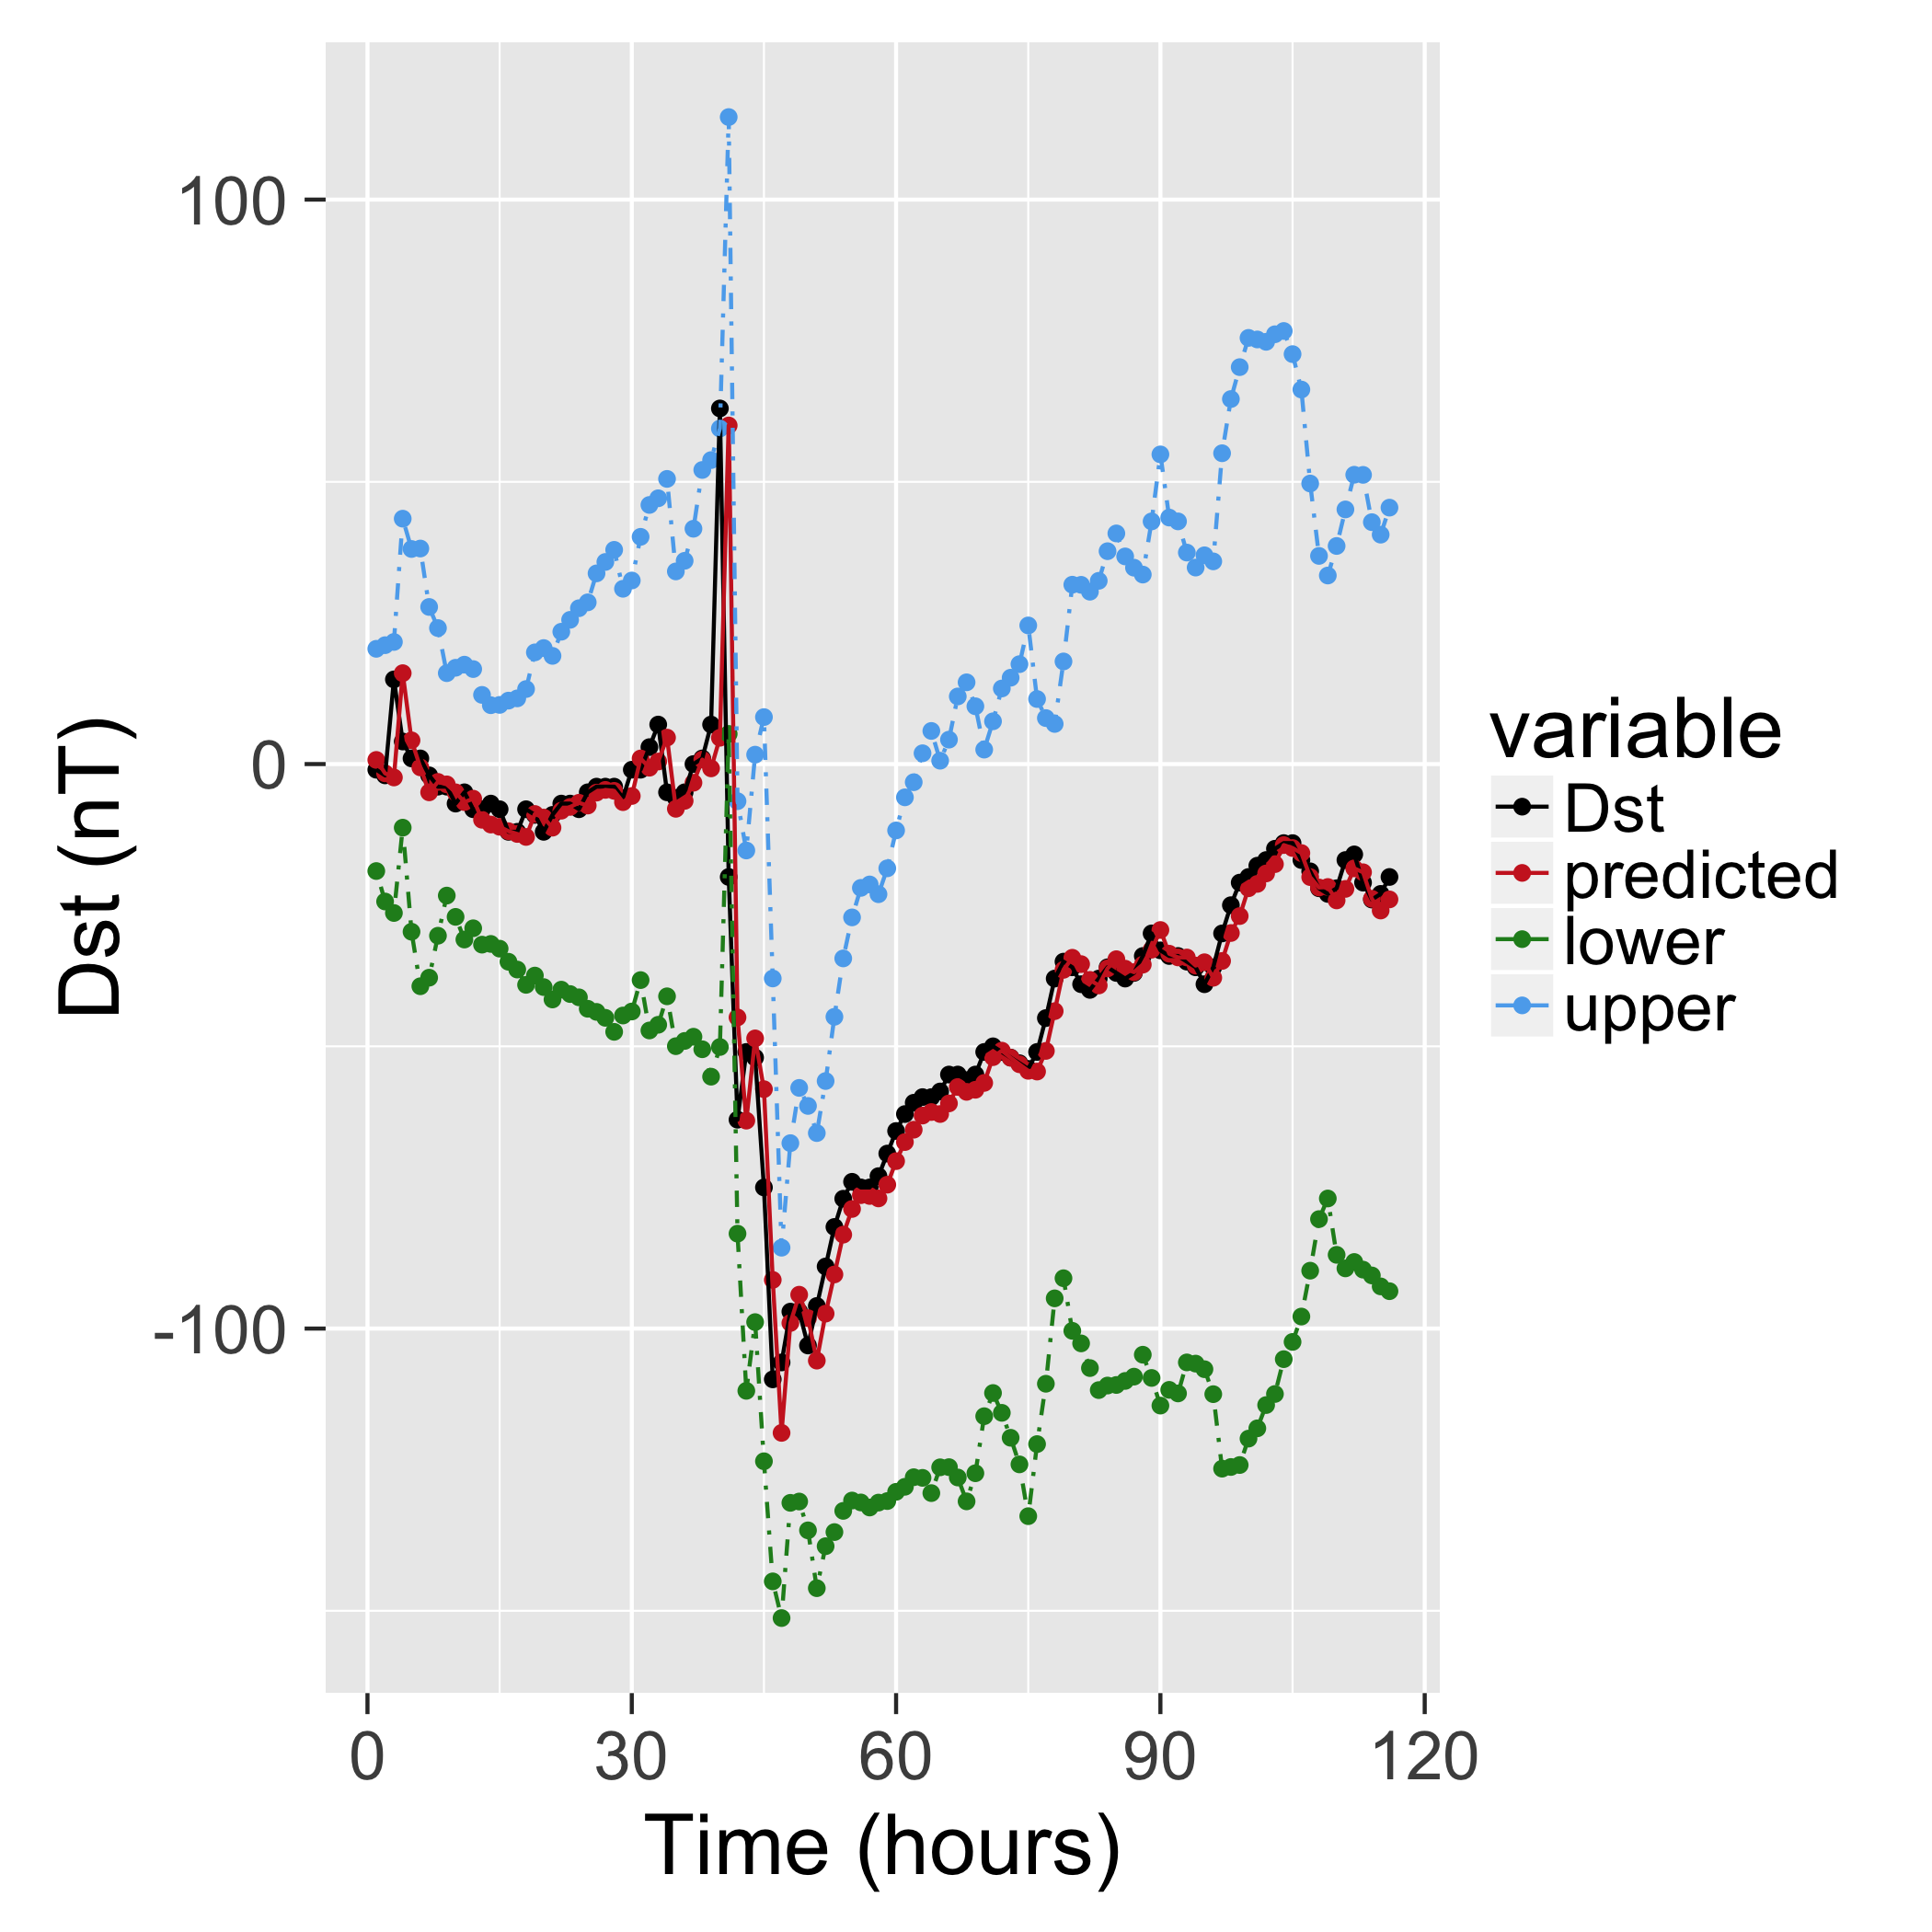 100
0
-100
Dst (nT)
0 30 60 90 120
Time (hours)
variable
Dst
predicted
lower
upper